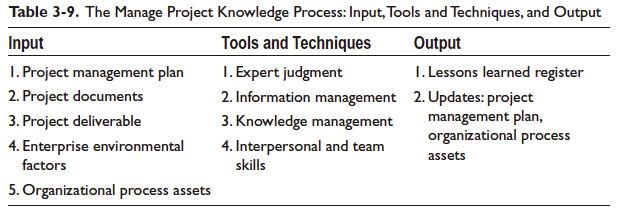 Table 3-9. The Manage Project Knowledge Process: Input, Tools and Techniques, and Output
Input Tools and Techniques Output
1. Project management plan 1. Expert judgment 1. Lessons learned register
2. Project documents 2. Information management 2. Updates: project
3. Project deliverable 3. Knowledge management management plan,
4. Enterprise environmental 4. Interpersonal and team organizational process
factors skills assets
5. Organizational process assets